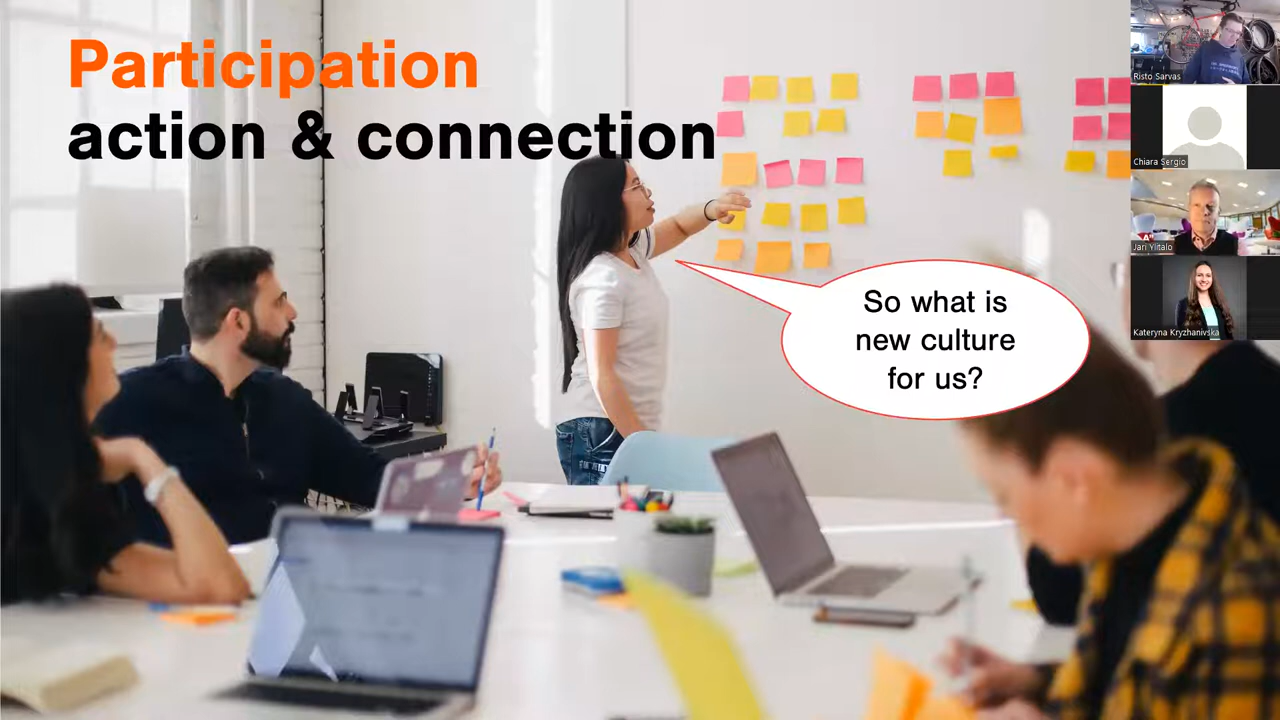 Participation
action & connection
So what is
new culture
for us?
Risto Sarvas
Chiara Sergio
Jari Ylitalo
Kateryna Kryzhanivska